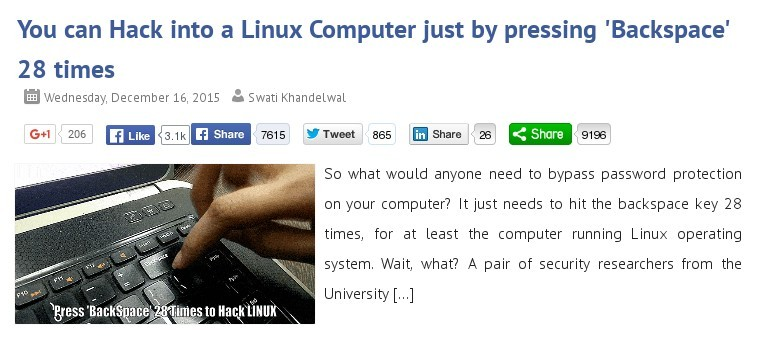 You can Hack into a Linux Computer just by pressing 'Backspace'
28 times
Wednesday, December 16, 2015 Swati Khandelwal
G+1 206 Like 3.1k Share 7615 Tweet 865 in Share 26 Share 9196
So what would anyone need to bypass password protection
on your computer? It just needs to hit the backspace key 28
times, for at least the computer running Linux operating
system. Wait, what? A pair of security researchers from the
University [...]
Press 'BackSpace' 28 Times to Hack LINUX